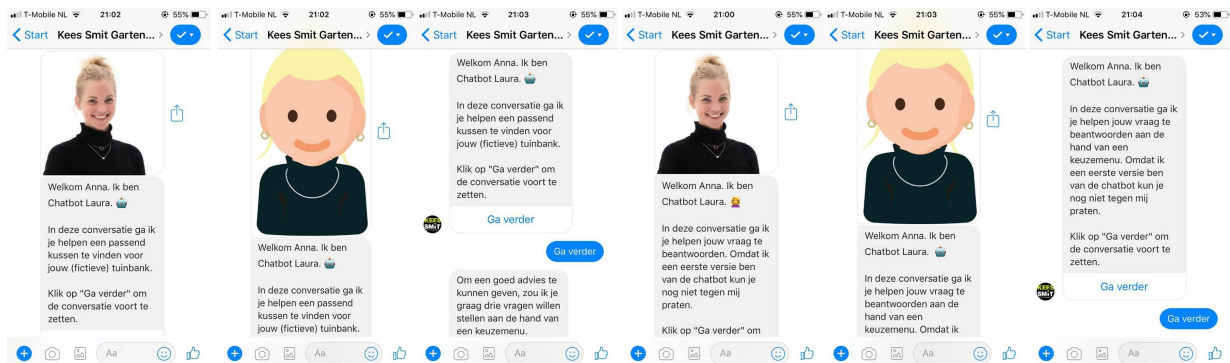 T-Mobile NL 21:02 55%
Start Kees Smit Garten...
Welkom Anna. Ik ben
Chatbot Laura.
In deze conversatie ga ik
je helpen een passend
kussen te vinden voor
jouw (fictieve) tuinbank.
Klik op "Ga verder" om
de conversatie voort te
zetten.
Aa
T-Mobile NL 21:02 55%
Start Kees Smit Garten...
Welkom Anna. Ik ben
Chatbot Laura.
In deze conversatie ga ik
je helpen een passend
kussen te vinden voor
jouw (fictieve) tuinbank.
Aa
T-Mobile NL 21:03 55%
Start Kees Smit Garten...
Welkom Anna. Ik ben
Chatbot Laura.
In deze conversatie ga ik
je helpen een passend
kussen te vinden voor
jouw (fictieve) tuinbank.
Klik op "Ga verder" om
de conversatie voort te
zetten.
Ga verder
KEES
SMiT
Ga verder
Om een goed advies te
kunnen geven, zou ik je
graag drie vragen willen
stellen aan de hand van
een keuzemenu.
Aa
T-Mobile NL 21:00 55%
Start Kees Smit Garten...
Welkom Anna. Ik ben
Chatbot Laura.
In deze conversatie ga ik
je helpen jouw vraag te
beantwoorden. Omdat ik
een eerste versie ben
van de chatbot kun je
nog niet tegen mij
praten.
Klik op "Ga verder" om
Aa
T-Mobile NL 21:03 55%
Start Kees Smit Garten...
Welkom Anna. Ik ben
Chatbot Laura.
In deze conversatie ga ik
je helpen jouw vraag te
beantwoorden aan de
hand van een
keuzemenu. Omdat ik
Aa
T-Mobile NL 21:04 53%
Start Kees Smit Garten...
Welkom Anna. Ik ben
Chatbot Laura.
In deze conversatie ga ik
je helpen jouw vraag te
beantwoorden aan de
hand van een
keuzemenu. Omdat ik
een eerste versie ben
van de chatbot kun je
nog niet tegen mij
praten.
Klik op "Ga verder" om
de conversatie voort te
zetten.
Ga verder
KEES
SMiT
Ga verder
Aa